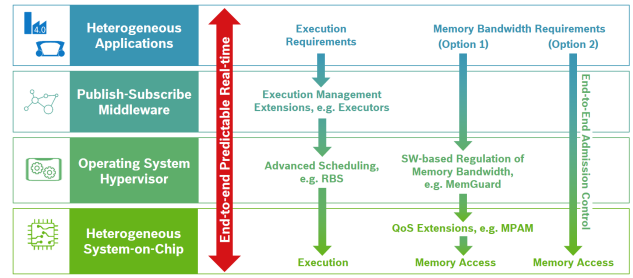 4.0
Heterogeneous
Applications
Publish-Subscribe
Middleware
Operating System
Hypervisor
Heterogeneous
System-on-Chip
End-to-end Predictable Real-time
Execution
Requirements
Execution Management
Extensions, e.g. Executors
Advanced Scheduling,
e.g. RBS
Execution
Memory Bandwidth Requirements
(Option 1)
(Option 2)
SW-based Regulation of
Memory Bandwidth,
e.g. MemGuard
QoS Extensions, e.g. MPAM
Memory Access
End-to-End Admission Control
Memory Access